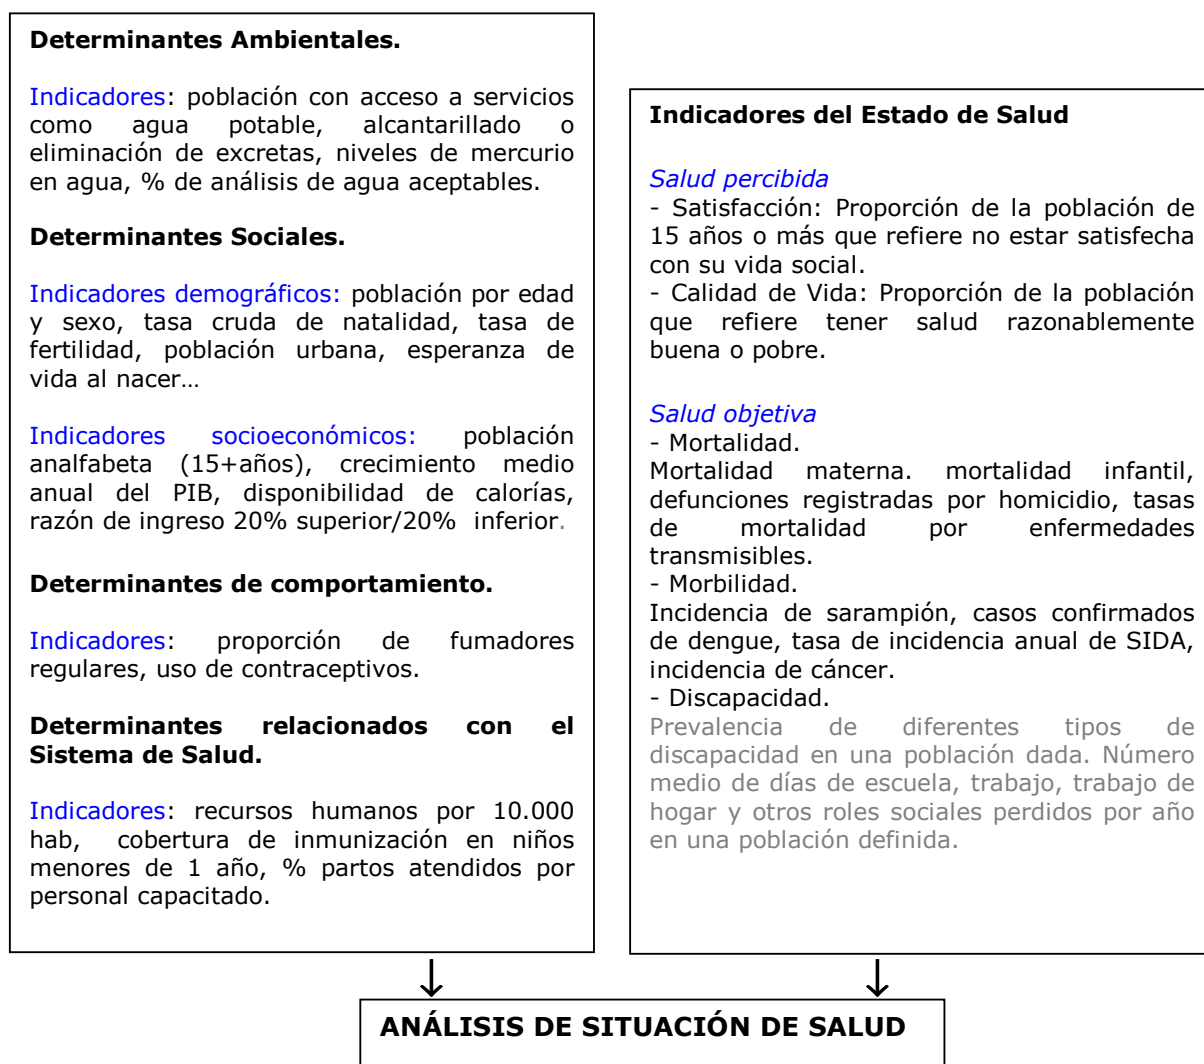 Determinantes Ambientales.
Indicadores: población con acceso a servicios
como agua potable, alcantarillado o
eliminación de excretas, niveles de mercurio
en agua, % de análisis de agua aceptables.
Determinantes Sociales.
Indicadores demográficos: población por edad
y sexo, tasa cruda de natalidad, tasa de
fertilidad, población urbana, esperanza de
vida al nacer…
Indicadores socioeconómicos: población
analfabeta (15+años), crecimiento medio
anual del PIB, disponibilidad de calorías,
razón de ingreso 20% superior/20% inferior.
Determinantes de comportamiento.
Indicadores: proporción de fumadores
regulares, uso de contraceptivos.
Determinantes relacionados con el
Sistema de Salud.
Indicadores: recursos humanos por 10.000
hab, cobertura de inmunización en niños
menores de 1 año, % partos atendidos por
personal capacitado.
Indicadores del Estado de Salud
Salud percibida
- Satisfacción: Proporción de la población de
15 años o más que refiere no estar satisfecha
con su vida social.
- Calidad de Vida: Proporción de la población
que refiere tener salud razonablemente
buena o pobre.
Salud objetiva
- Mortalidad.
Mortalidad materna. mortalidad infantil,
defunciones registradas por homicidio, tasas
de mortalidad por enfermedades
transmisibles.
- Morbilidad.
Incidencia de sarampión, casos confirmados
de dengue, tasa de incidencia anual de SIDA,
incidencia de cáncer.
- Discapacidad.
Prevalencia de diferentes tipos de
discapacidad en una población dada. Número
medio de días de escuela, trabajo, trabajo de
hogar y otros roles sociales perdidos por año
en una población definida.
ANÁLISIS DE SITUACIÓN DE SALUD